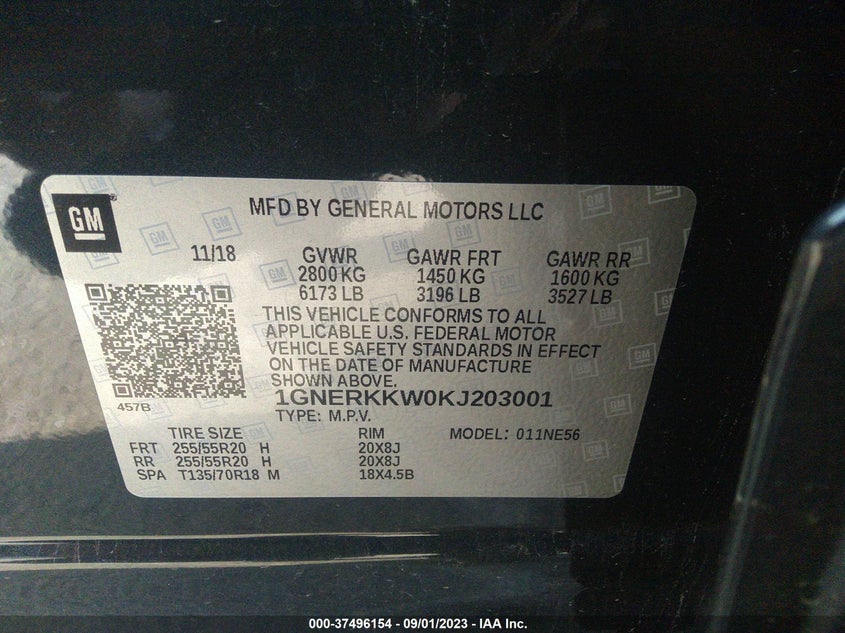 GM
MFD BY GENERAL MOTORS LLC
11/18 GVWR GAWR FRT GAWR RR
2800 KG 1450 KG 1600 KG
6173 LB 3196 LB 3527 LB
THIS VEHICLE CONFORMS TO ALL
APPLICABLE U.S. FEDERAL MOTOR
VEHICLE SAFETY STANDARDS IN EFFECT
ON THE DATE OF MANUFACTURE
SHOWN ABOVE.
457B
1GNERKKW0KJ203001
TYPE: M.P.V.
TIRE SIZE RIM MODEL: 011NE56
FRT 255/55R20 H 20X8J
RR 255/55R20 H 20X8J
SPA T135/70R18 M 18X4.5B
000-37496154 - 09/01/2023 - IAA Inc.